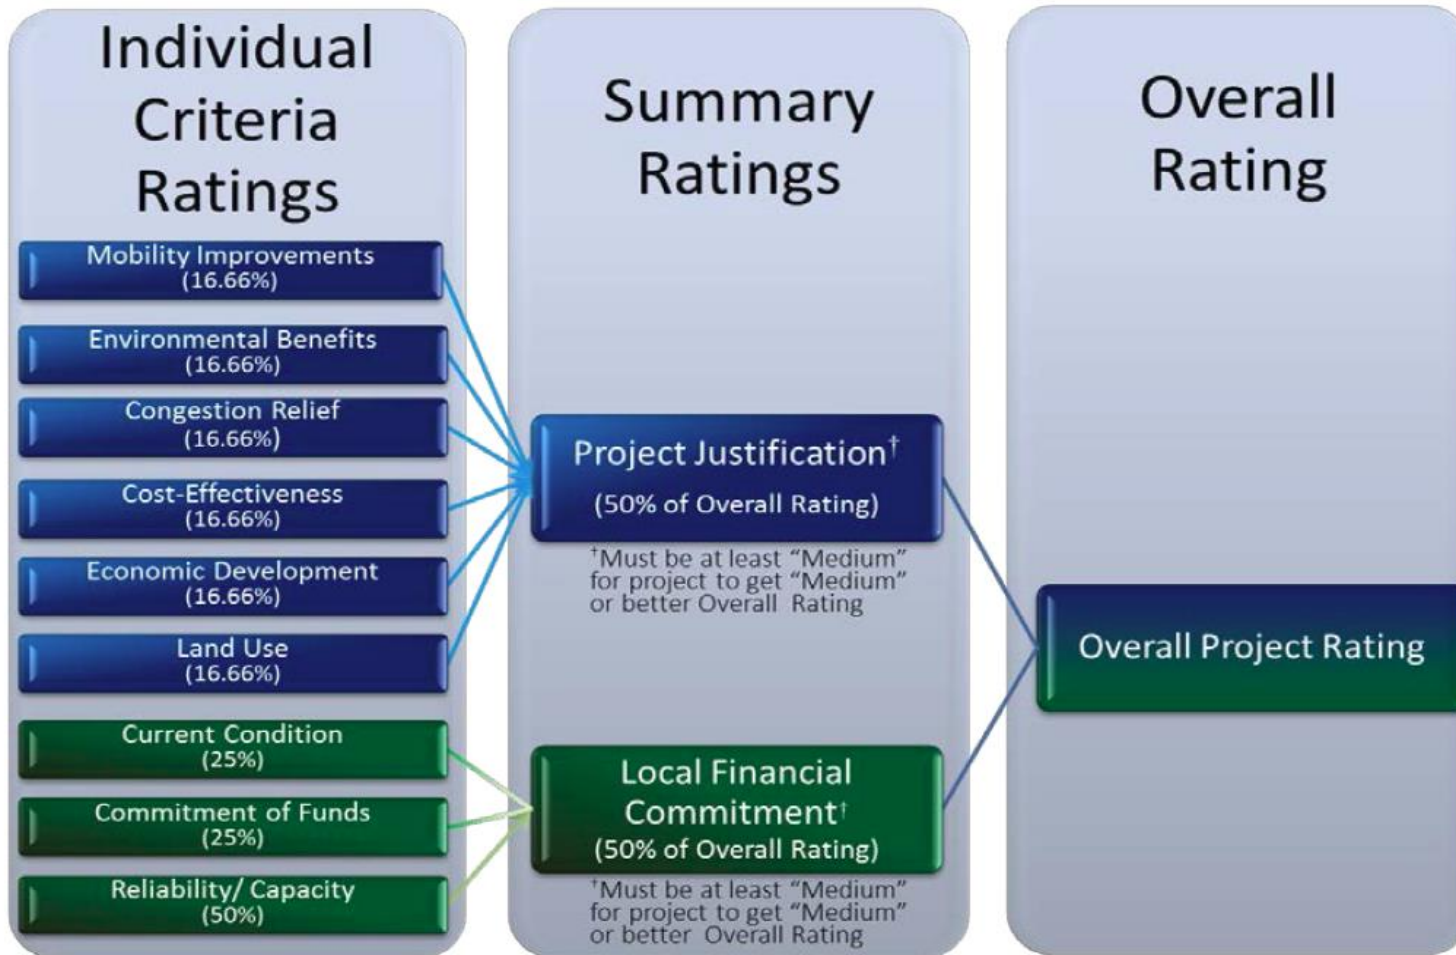 Individual
Criteria
Ratings
Mobility Improvements
(16.66%)
Environmental Benefits
(16.66%)
Congestion Relief
(16.66%)
Cost-Effectiveness
(16.66%)
Economic Development
(16.66%)
Land Use
(16.66%)
Current Condition
(25%)
Commitment of Funds
(25%)
Reliability/ Capacity
(50%)
Summary
Ratings
Project Justification†
(50% of Overall Rating)
†Must be at least “Medium”
for project to get “Medium”
or better Overall Rating
Local Financial
Commitment†
(50% of Overall Rating)
†Must be at least “Medium”
for project to get “Medium”
or better Overall Rating
Overall
Rating
Overall Project Rating